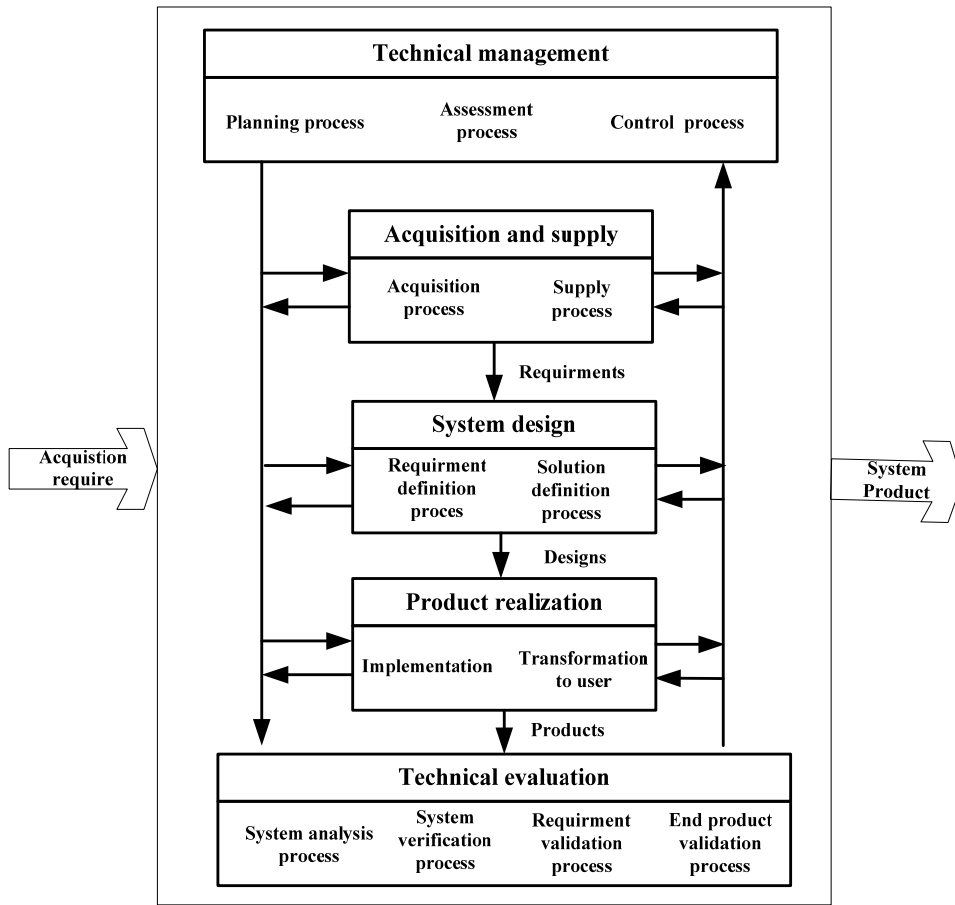 Technical management
Planning process
Assessment
process
Control process
Acquisition and supply
Acquisition
process
Supply
process
Requirments
System design
Requirment
definition
proces
Solution
definition
process
Designs
Product realization
Implementation
Transformation
to user
Products
Technical evaluation
System analysis
process
System
verification
process
Requirment
validation
process
End product
validation
process
Acquistion
require
System
Product